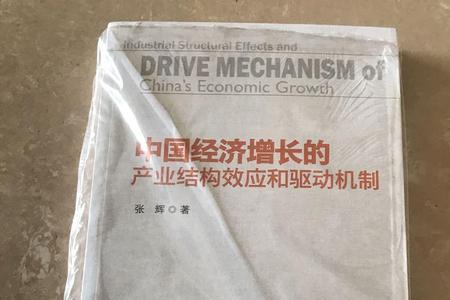 Industrial Structural Effects and
DRIVE MECHANISM of
China's Economic Growth
中国经济增长的
产业结构效应和驱动机制
张 辉 ◎ 著